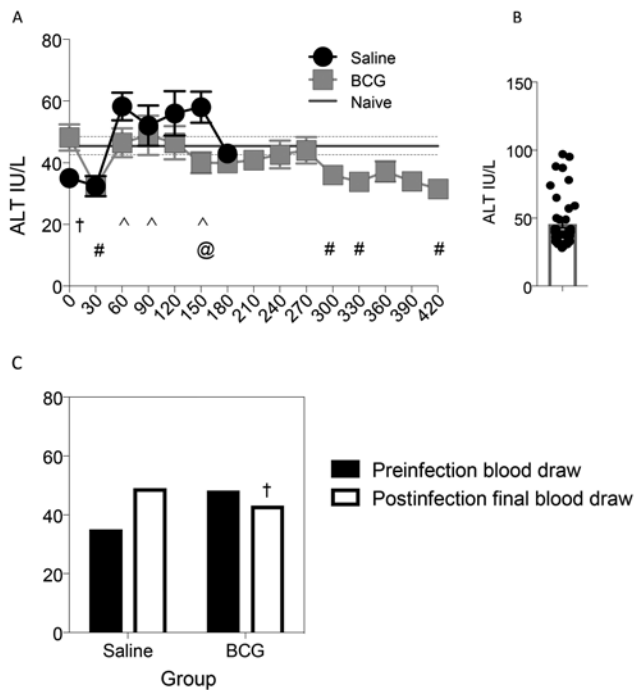 A
B
80
60
40
20
0
ALT IU/L
Saline
BCG
Naive
† ^ ^ ^
# @ # # #
0 30 60 90 120 150 180 210 240 270 300 330 360 390 420
150
100
50
0
ALT IU/L
C
80
60
40
20
0
†
Saline BCG
Group
Preinfection blood draw
Postinfection final blood draw